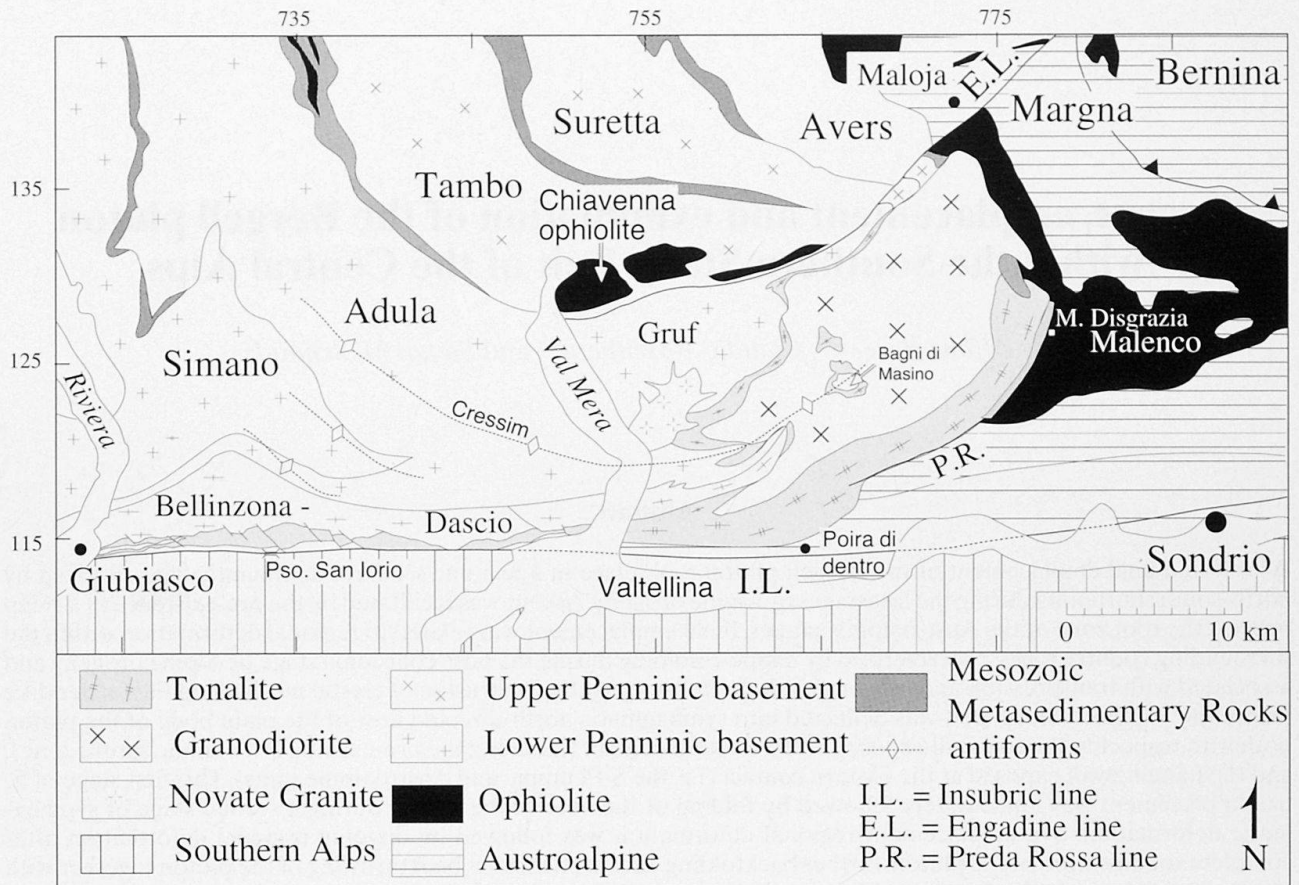 735
755
775
Maloja
E.L.
Bernina
Margna
Suretta
Avers
135
Tambo
Chiavenna
ophiolite
Adula
Gruf
M. Disgrazia
Malenco
Simano
125
Val Mera
Bagni di
Masino
Riviera
Cressim
P.R.
Bellinzona -
Dascio
115
Poira di
dentro
Sondrio
Giubiasco
Pso. San Iorio
Valtellina
I.L.
0
10 km
Tonalite
Upper Penninic basement
Mesozoic
Metasedimentary Rocks
Granodiorite
Lower Penninic basement
antiforms
Novate Granite
Ophiolite
I.L. = Insubric line
E.L. = Engadine line
Southern Alps
Austroalpine
P.R. = Preda Rossa line
N